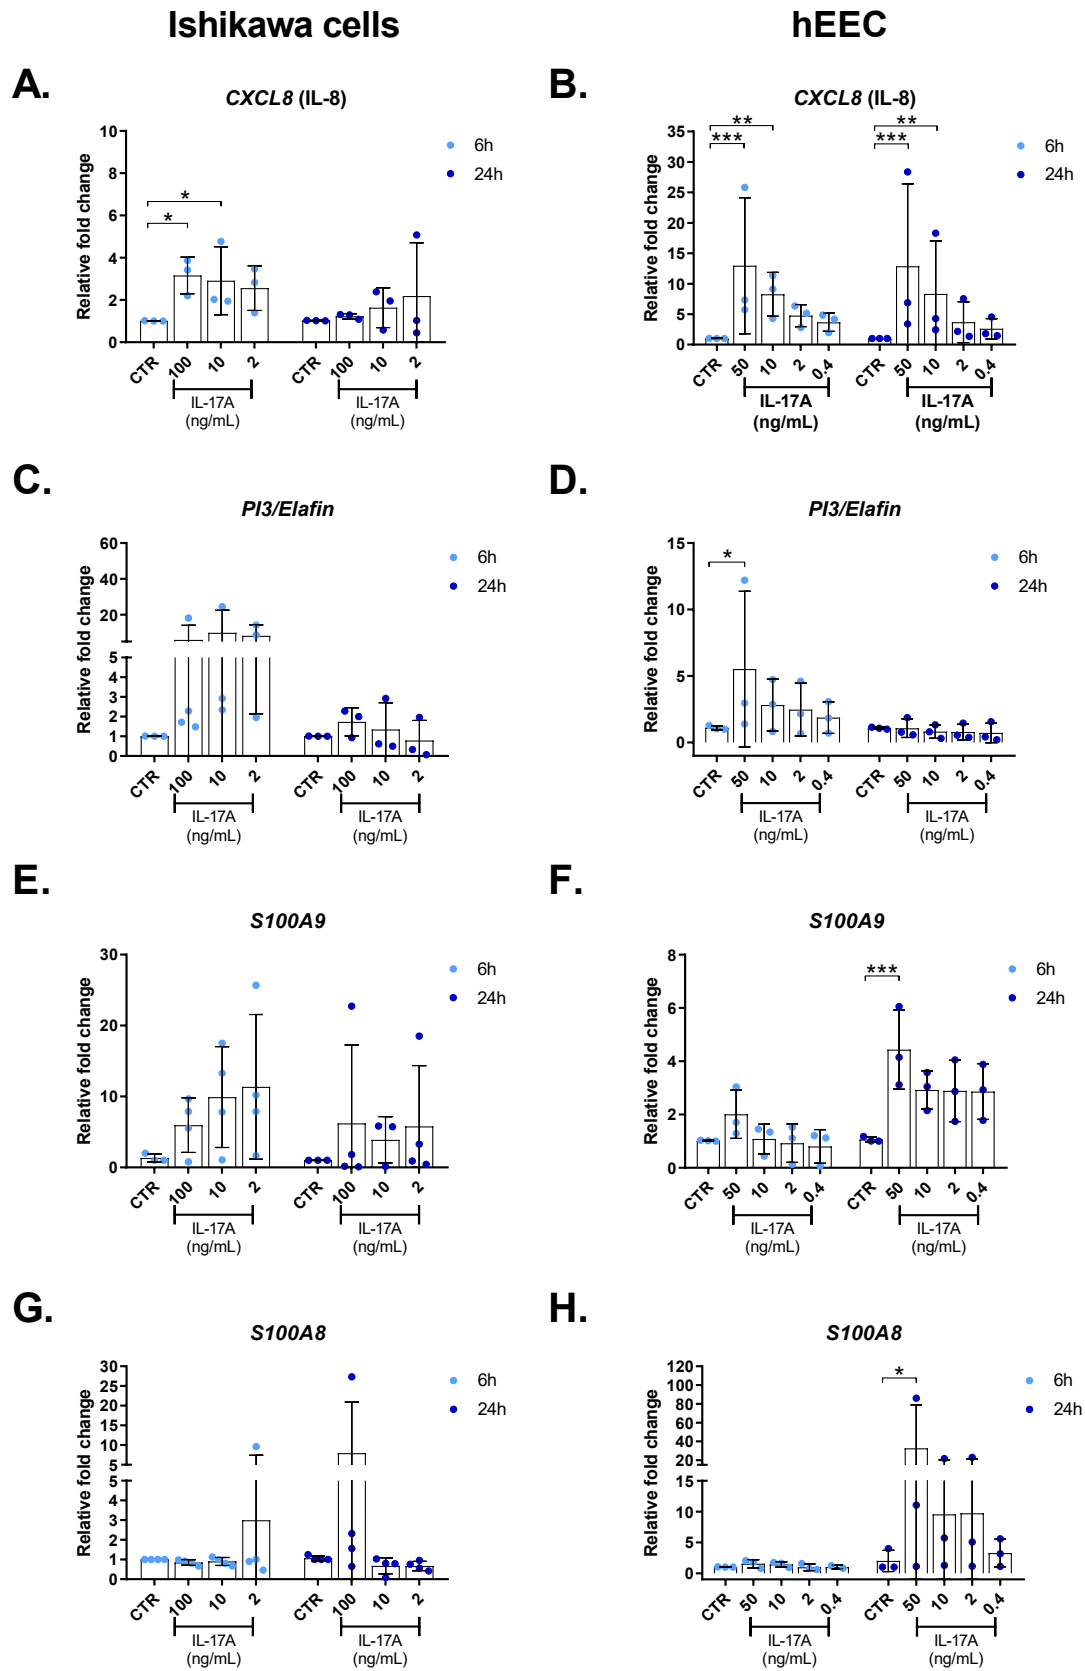 Ishikawa cells
hEEC
A.
CXCL8 (IL-8)
Relative fold change
10
8
6
4
2
0
*
*
6h
24h
CTR 100 10 2 CTR 100 10 2
IL-17A IL-17A
(ng/mL) (ng/mL)
B.
CXCL8 (IL-8)
Relative fold change
35
30
25
20
15
10
5
0
** **
*** ***
6h
24h
CTR 50 10 2 0.4 CTR 50 10 2 0.4
IL-17A IL-17A
(ng/mL) (ng/mL)
C.
PI3/Elafin
Relative fold change
60
40
20
5
4
3
2
1
0
6h
24h
CTR 100 10 2 CTR 100 10 2
IL-17A IL-17A
(ng/mL) (ng/mL)
D.
PI3/Elafin
Relative fold change
15
10
5
0
*
6h
24h
CTR 50 10 2 0.4 CTR 50 10 2 0.4
IL-17A IL-17A
(ng/mL) (ng/mL)
E.
S100A9
Relative fold change
30
20
10
0
6h
24h
CTR 100 10 2 CTR 100 10 2
IL-17A IL-17A
(ng/mL) (ng/mL)
F.
S100A9
Relative fold change
8
6
4
2
0
***
6h
24h
CTR 50 10 2 0.4 CTR 50 10 2 0.4
IL-17A IL-17A
(ng/mL) (ng/mL)
G.
S100A8
Relative fold change
30
25
20
15
10
5
5
4
3
2
1
0
6h
24h
CTR 100 10 2 CTR 100 10 2
IL-17A IL-17A
(ng/mL) (ng/mL)
H.
S100A8
Relative fold change
120
100
80
60
40
20
15
10
5
0
*
6h
24h
CTR 50 10 2 0.4 CTR 50 10 2 0.4
IL-17A IL-17A
(ng/mL) (ng/mL)